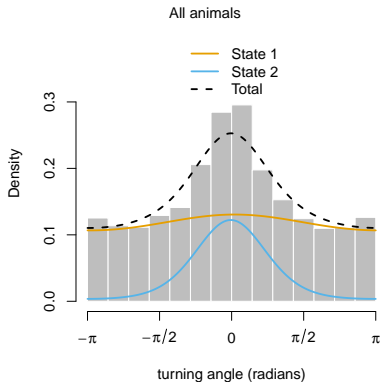 All animals
State 1
State 2
Total
Density
0.3
0.2
0.1
0.0
−π −π/2 0 π/2 π
turning angle (radians)